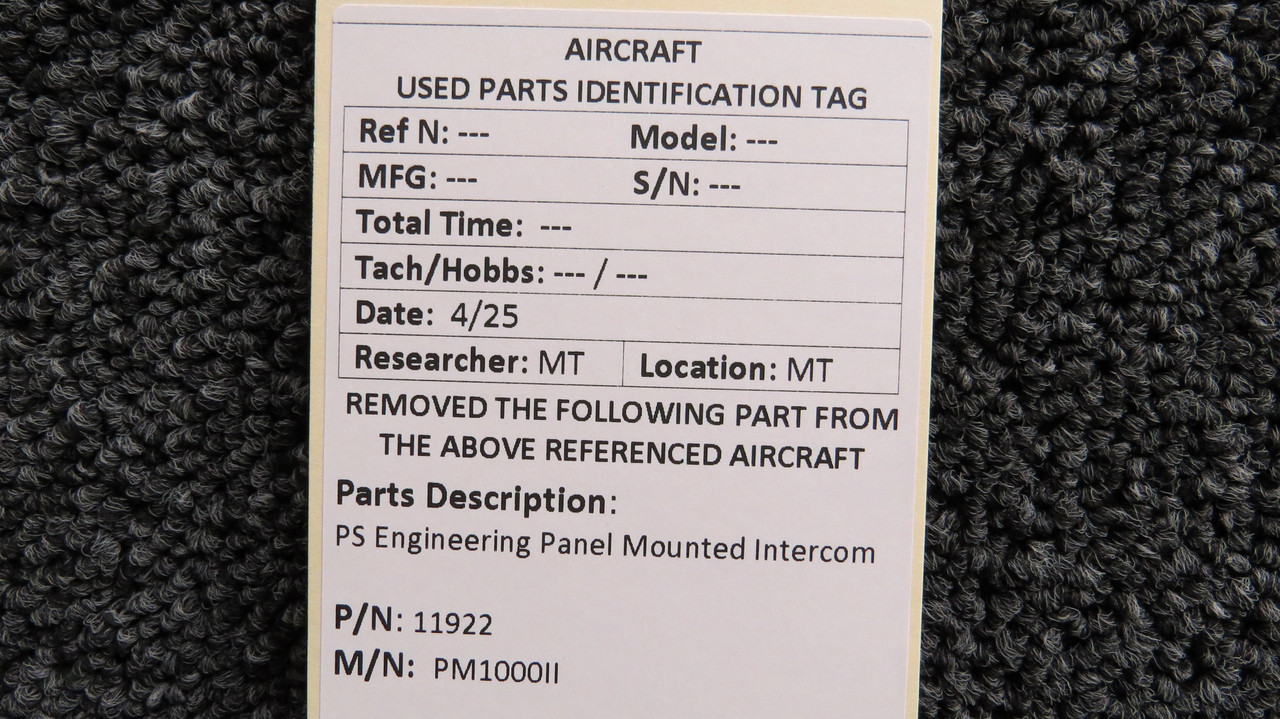 AIRCRAFT
USED PARTS IDENTIFICATION TAG
Ref N: --- Model: ---
MFG: --- S/N: ---
Total Time: ---
Tach/Hobbs: --- / ---
Date: 4/25
Researcher: MT Location: MT
REMOVED THE FOLLOWING PART FROM
THE ABOVE REFERENCED AIRCRAFT
Parts Description:
PS Engineering Panel Mounted Intercom
P/N: 11922
M/N: PM1000II